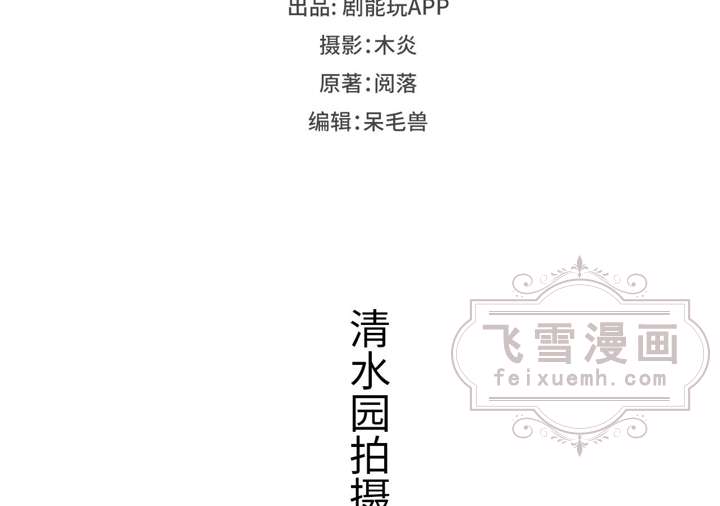 出品: 剧能玩APP
摄影:木炎
原著:阅落
编辑:呆毛兽
清水园拍摄
飞雪漫画
feixuemh.com